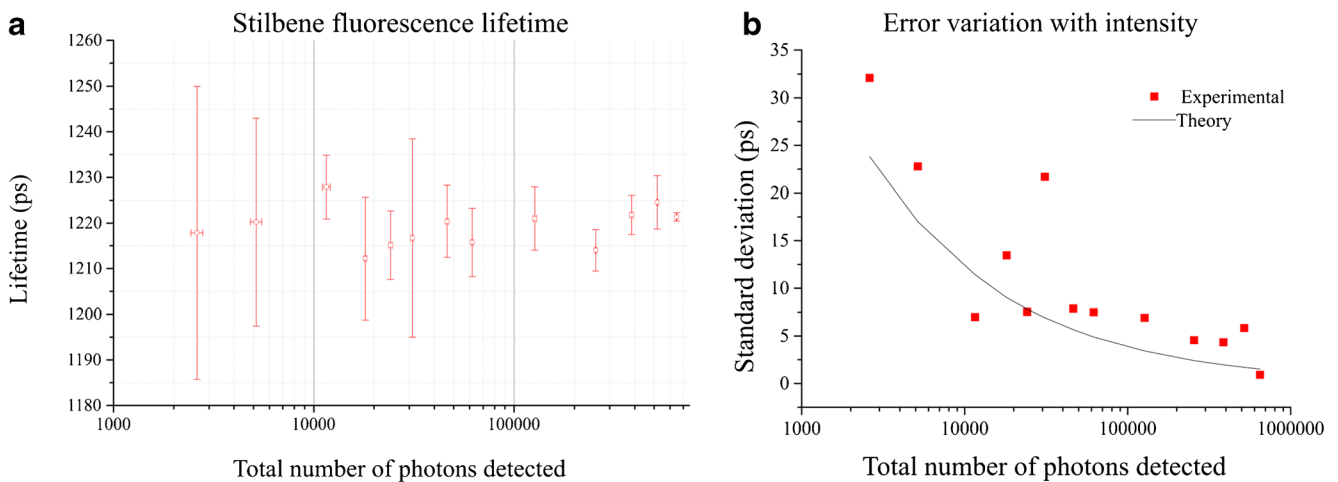 a
Stilbene fluorescence lifetime
1260
1250
1240
1230
1220
1210
1200
1190
1180
1000
10000
100000
Lifetime (ps)
Total number of photons detected
b
Error variation with intensity
35
30
25
20
15
10
5
0
1000
10000
100000
1000000
Standard deviation (ps)
Total number of photons detected
Experimental
Theory